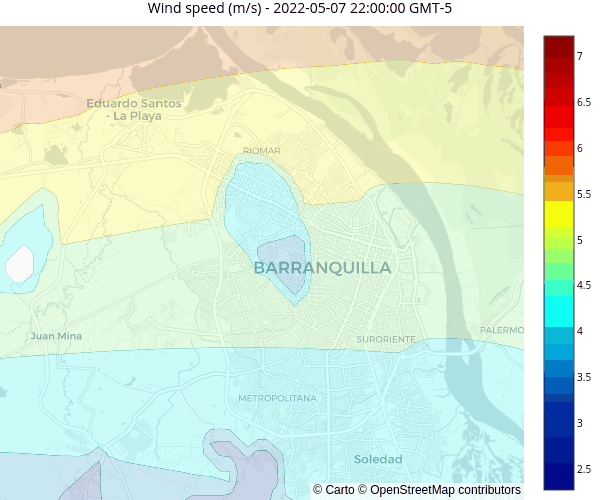 Wind speed (m/s) - 2022-05-07 22:00:00 GMT-5
7
6.5
6
5.5
5
4.5
4
3.5
3
2.5
Eduardo Santos
- La Playa
RIOMAR
BARRANQUILLA
Juan Mina
SURORIENTE
PALERMO
METROPOLITANA
Soledad
© Carto © OpenStreetMap contributors